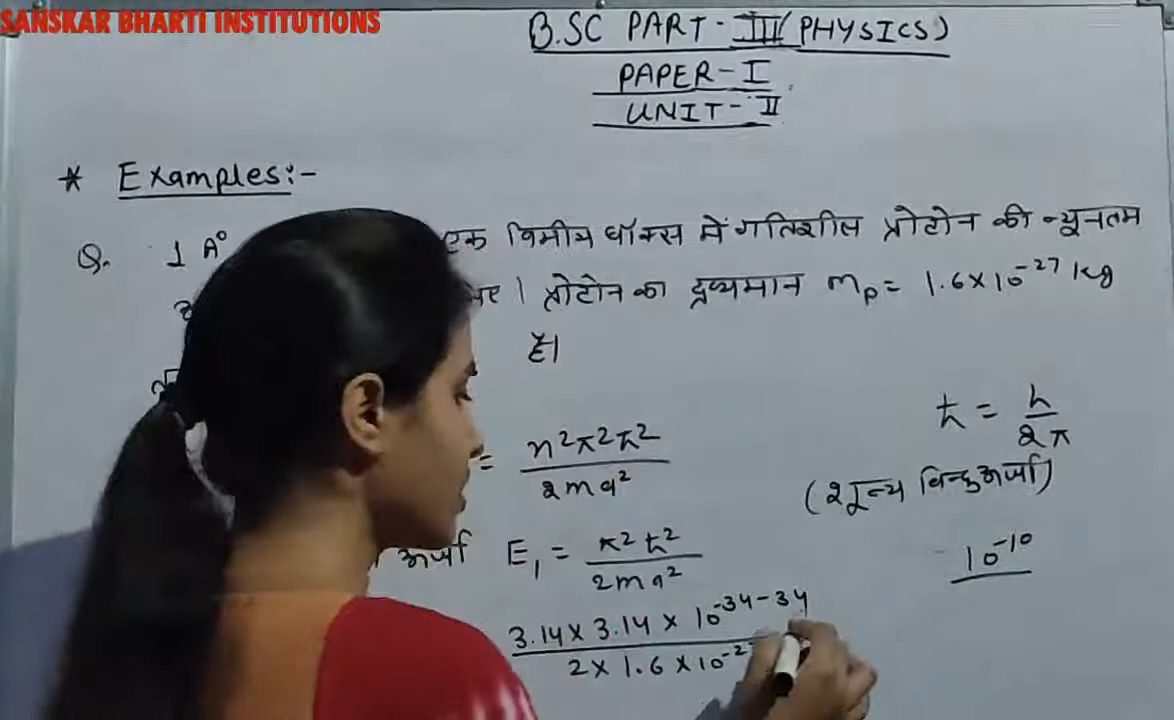 SANSKAR BHARTI INSTITUTIONS
B.SC PART-III (PHYSICS)
PAPER-I
UNIT-II
* Examples:-
Q. 1 A° एक विमीय बॉक्स में गतिशील प्रोटोन की न्यूनतम
। प्रोटोन का द्रव्यमान mₚ = 1.6×10⁻²⁷ kg
है।
ħ = h/2π
= n²π²ħ²/2ma²
(शून्य बिन्दु ऊर्जा)
ऊर्जा E₁ = π²ħ²/2ma²
10⁻¹⁰
3.14 × 3.14 × 10⁻³⁴⁻³⁴
2 × 1.6 × 10